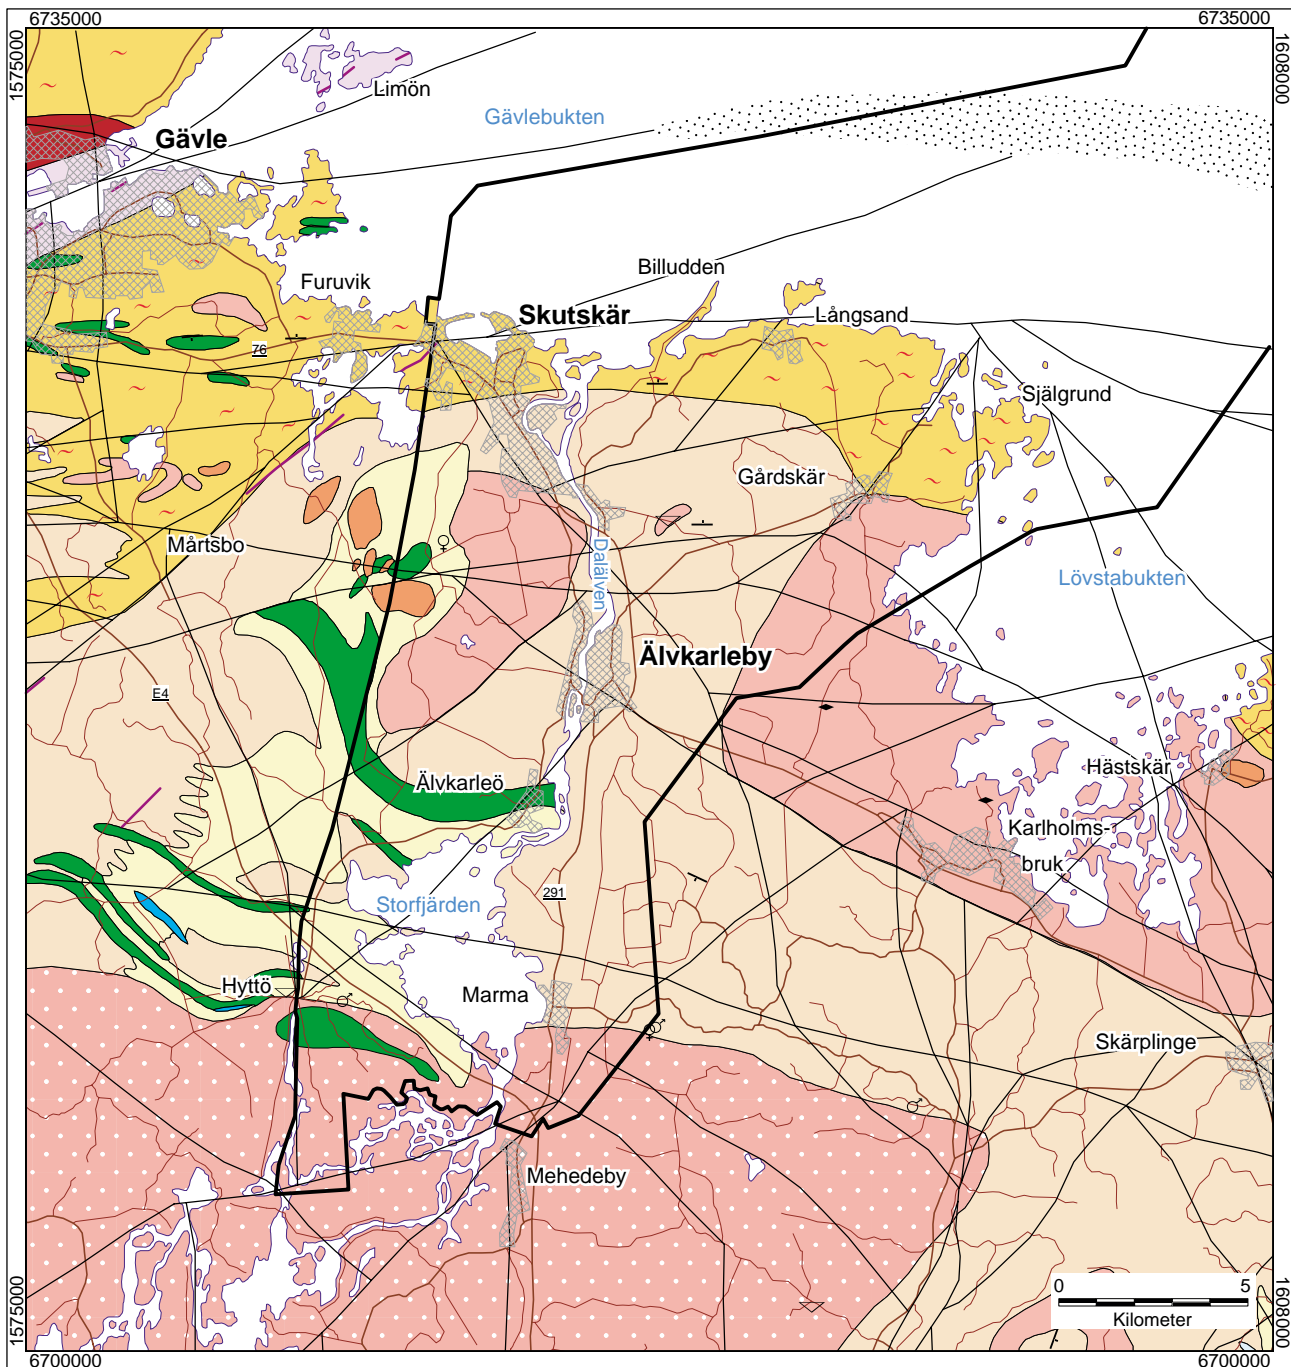 6735000
6735000
1575000
1608000
Limön
Gävlebukten
Gävle
Billudden
Furuvik
Skutskär
Långsand
76
Själgrund
Gårdskär
Mårtsbo
Dalälven
Lövstabukten
Älvkarleby
E4
Hästskär
Älvkarleö
Karlholms-
bruk
291
Storfjärden
Hyttö
Marma
Skärplinge
Mehedeby
0
5
Kilometer
1575000
1608000
6700000
6700000